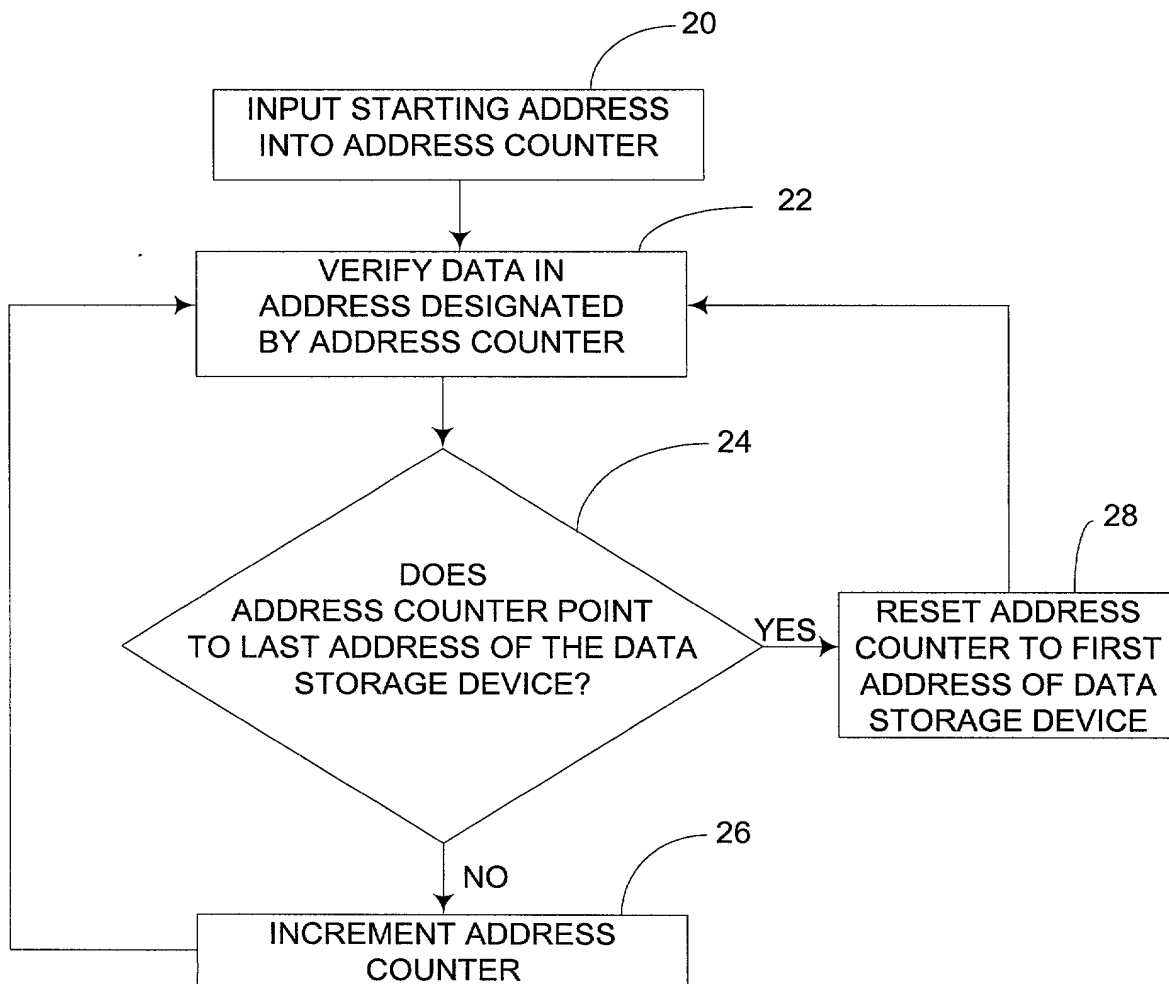 20
INPUT STARTING ADDRESS
INTO ADDRESS COUNTER
22
VERIFY DATA IN
ADDRESS DESIGNATED
BY ADDRESS COUNTER
24
DOES
ADDRESS COUNTER POINT
TO LAST ADDRESS OF THE DATA
STORAGE DEVICE?
YES
28
RESET ADDRESS
COUNTER TO FIRST
ADDRESS OF DATA
STORAGE DEVICE
NO
26
INCREMENT ADDRESS
COUNTER